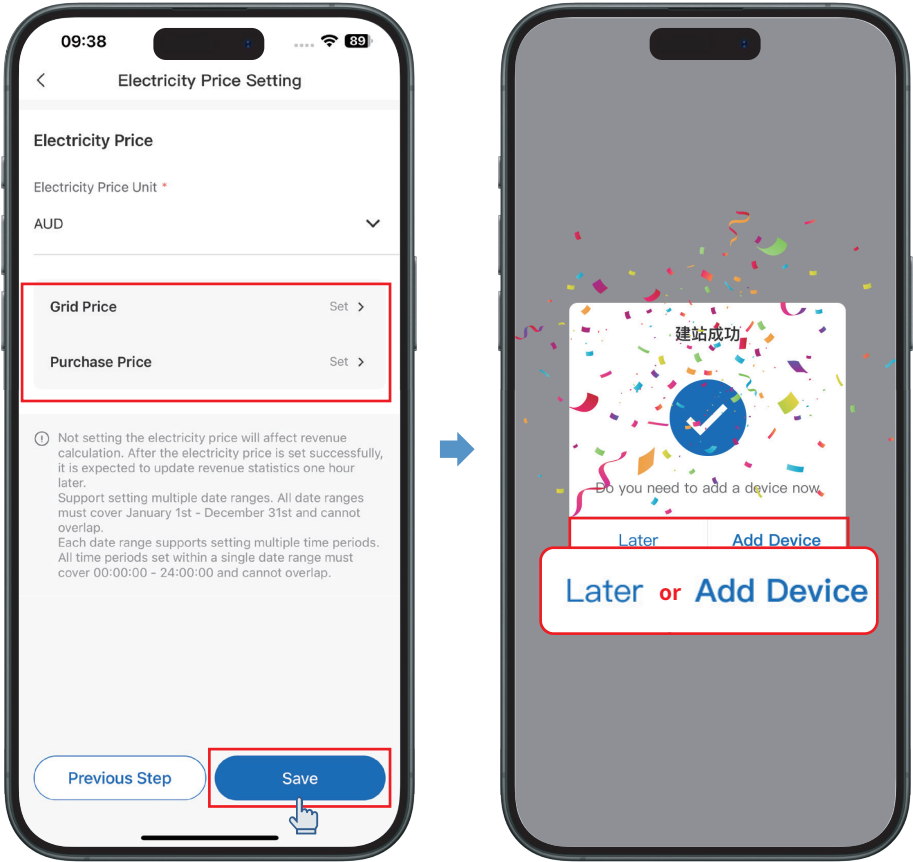 09:38
89
Electricity Price Setting
Electricity Price
Electricity Price Unit *
AUD
Grid Price Set
Purchase Price Set
Not setting the electricity price will affect revenue
calculation. After the electricity price is set successfully,
it is expected to update revenue statistics one hour
later.
Support setting multiple date ranges. All date ranges
must cover January 1st - December 31st and cannot
overlap.
Each date range supports setting multiple time periods.
All time periods set within a single date range must
cover 00:00:00 - 24:00:00 and cannot overlap.
Previous Step Save
建站成功
Do you need to add a device now
Later Add Device
Later or Add Device